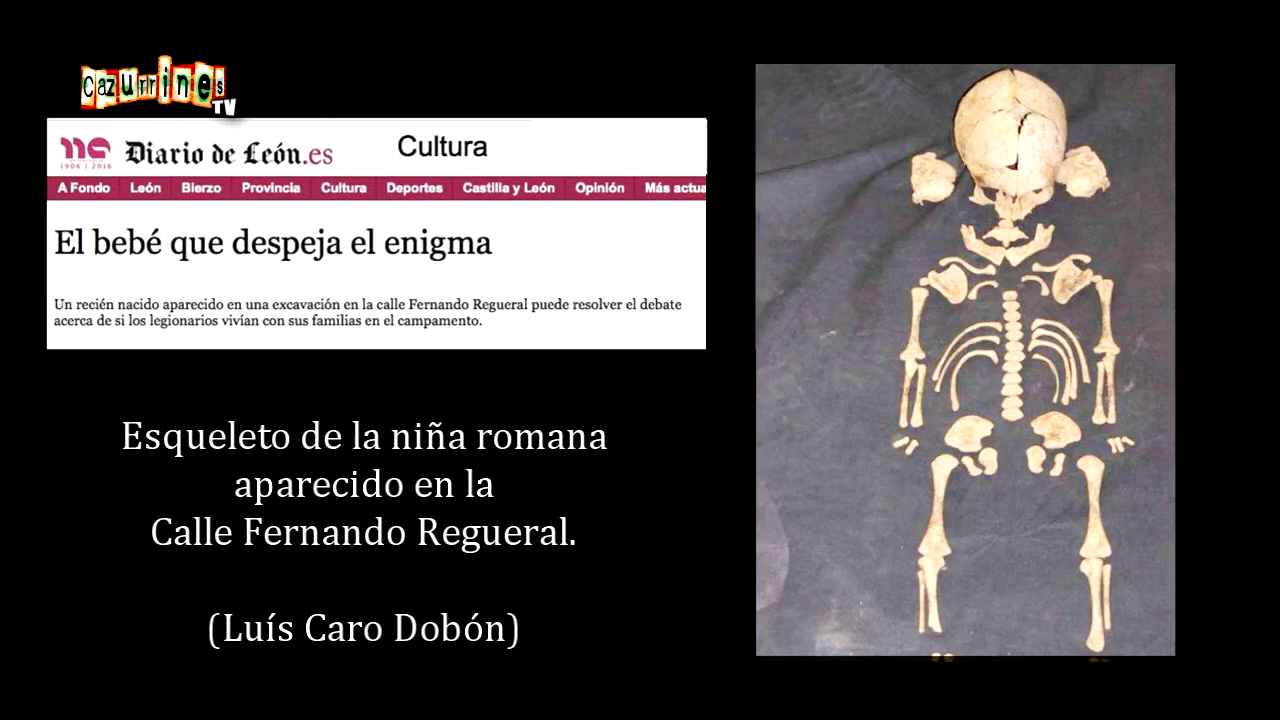 Cazurrines
TV
110
1906 | 2016
Diario de León.es
Cultura
A Fondo León Bierzo Provincia Cultura Deportes Castilla y León Opinión Más actua
El bebé que despeja el enigma
Un recién nacido aparecido en una excavación en la calle Fernando Regueral puede resolver el debate
acerca de si los legionarios vivían con sus familias en el campamento.
Esqueleto de la niña romana
aparecido en la
Calle Fernando Regueral.
(Luís Caro Dobón)